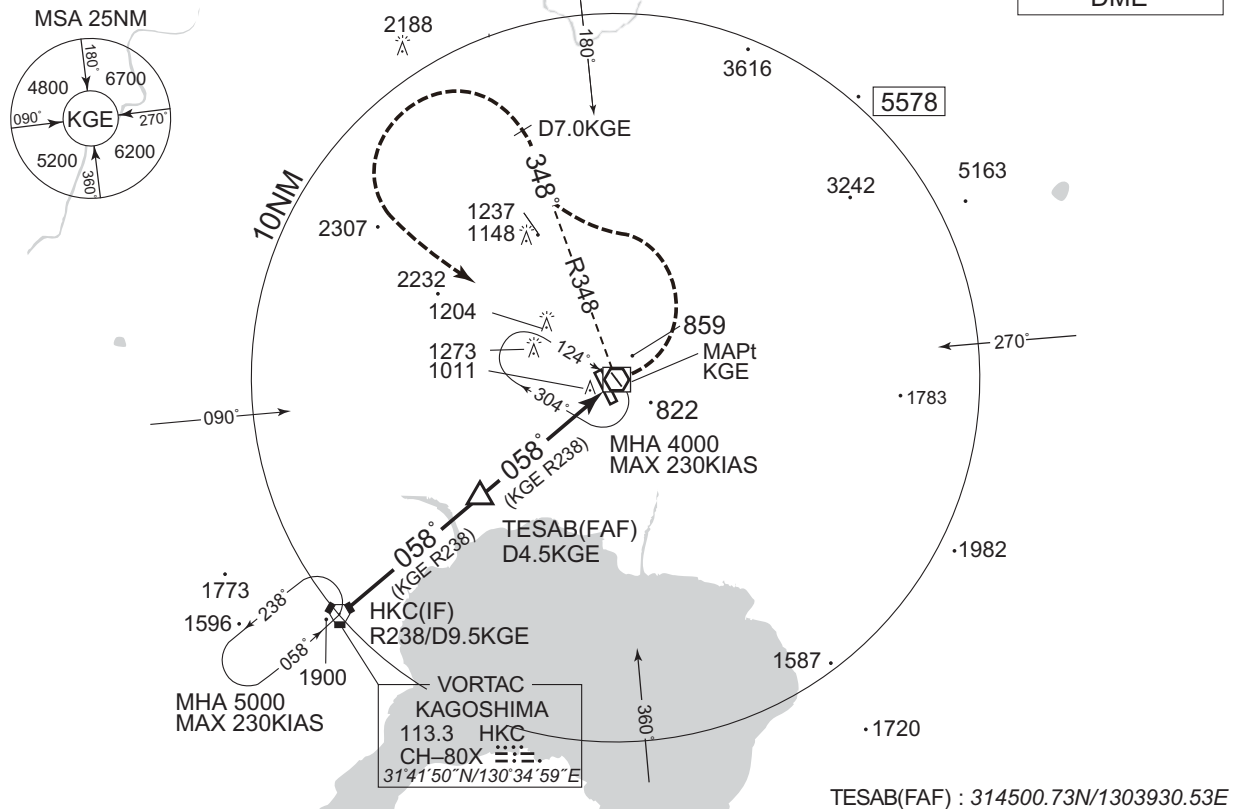 DME
MSA 25NM
180°
4800
6700
090°
KGE
270°
5200
6200
360°
2188
180°
3616
5578
D7.0KGE
348°
5163
3242
10NM
1237
1148
2307
R348
2232
1204
859
1273
124°
MAPt
KGE
1011
270°
304°
1783
822
090°
MHA 4000
MAX 230KIAS
058°
(KGE R238)
TESAB(FAF)
D4.5KGE
058°
(KGE R238)
1982
1773
238°
1596
HKC(IF)
R238/D9.5KGE
058°
1900
1587
MHA 5000
MAX 230KIAS
VORTAC
KAGOSHIMA
113.3 HKC
CH–80X
31°41′50″N/130°34′59″E
360°
1720
TESAB(FAF) : 314500.73N/1303930.53E